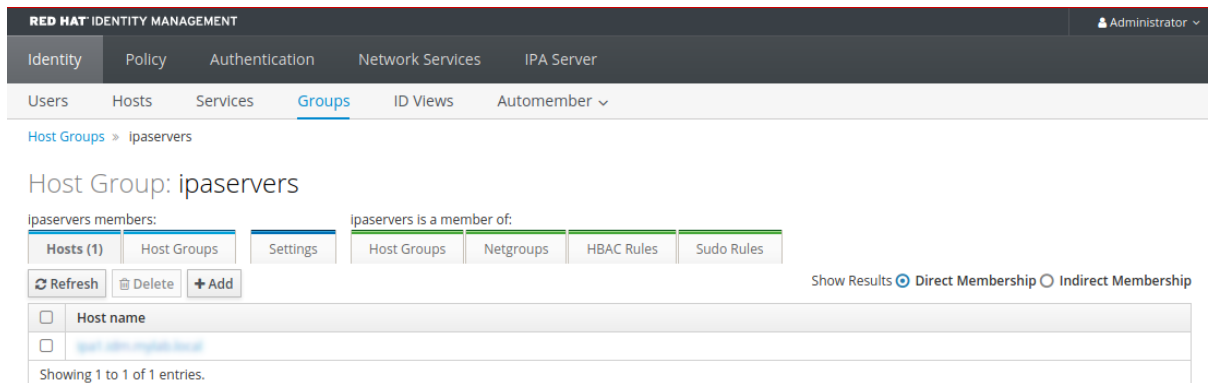 RED HAT IDENTITY MANAGEMENT Administrator
Identity Policy Authentication Network Services IPA Server
Users Hosts Services Groups ID Views Automember
Host Groups » ipaservers
Host Group: ipaservers
ipaservers members: ipaservers is a member of:
Hosts (1) Host Groups Settings Host Groups Netgroups HBAC Rules Sudo Rules
Refresh Delete + Add Show Results Direct Membership Indirect Membership
Host name
Showing 1 to 1 of 1 entries.